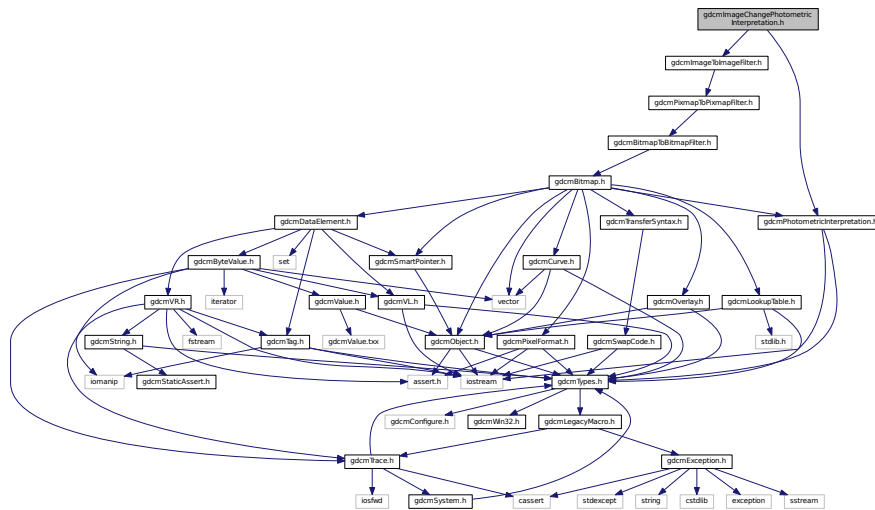 gdcmImageChangePhotometric
Interpretation.h
gdcmImageToImageFilter.h
gdcmPixmapToPixmapFilter.h
gdcmBitmapToBitmapFilter.h
gdcmBitmap.h
gdcmDataElement.h
gdcmTransferSyntax.h
gdcmPhotometricInterpretation.h
gdcmByteValue.h
set
gdcmSmartPointer.h
gdcmCurve.h
gdcmVR.h
iterator
gdcmValue.h
gdcmVL.h
vector
gdcmOverlay.h
gdcmLookupTable.h
gdcmString.h
fstream
gdcmTag.h
gdcmValue.txx
gdcmObject.h
gdcmPixelFormat.h
gdcmSwapCode.h
stdlib.h
iomanip
gdcmStaticAssert.h
assert.h
iostream
gdcmTypes.h
gdcmConfigure.h
gdcmWin32.h
gdcmLegacyMacro.h
gdcmTrace.h
gdcmException.h
iosfwd
gdcmSystem.h
cassert
stdexcept
string
cstdlib
exception
sstream